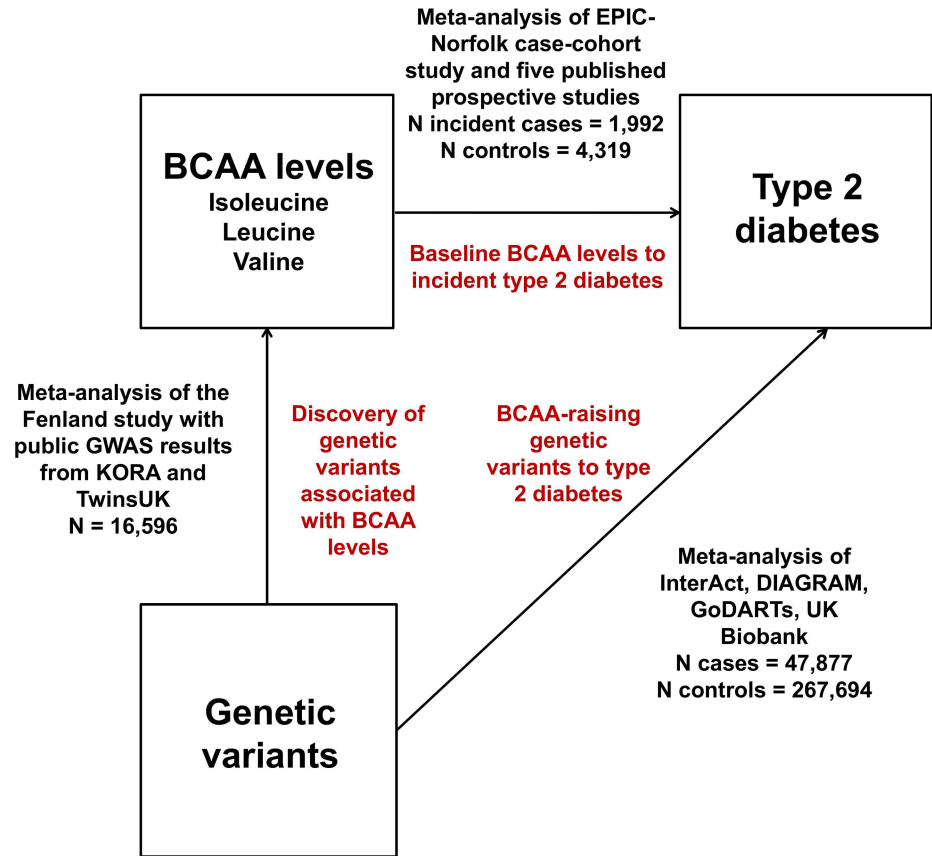 Meta-analysis of EPIC-
Norfolk case-cohort
study and five published
prospective studies
N incident cases = 1,992
N controls = 4,319
BCAA levels
Isoleucine
Leucine
Valine
Type 2
diabetes
Baseline BCAA levels to
incident type 2 diabetes
Meta-analysis of the
Fenland study with
public GWAS results
from KORA and
TwinsUK
N = 16,596
Discovery of
genetic
variants
associated
with BCAA
levels
BCAA-raising
genetic
variants to type
2 diabetes
Meta-analysis of
InterAct, DIAGRAM,
GoDARTs, UK
Biobank
N cases = 47,877
N controls = 267,694
Genetic
variants